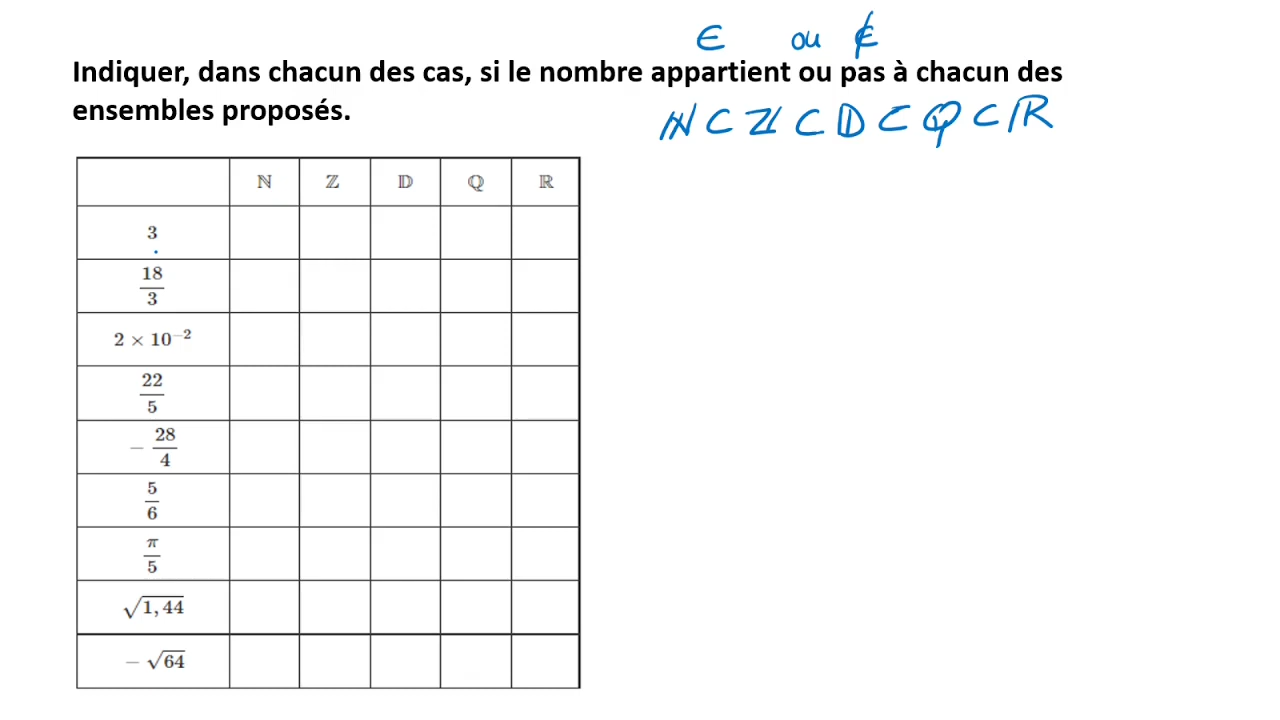 ∈ ou ∉
Indiquer, dans chacun des cas, si le nombre appartient ou pas à chacun des
ensembles proposés.
ℕ ⊂ ℤ ⊂ 𝔻 ⊂ ℚ ⊂ ℝ
ℕ ℤ 𝔻 ℚ ℝ
3
18/3
2 × 10⁻²
22/5
− 28/4
5/6
π/5
√1,44
− √64